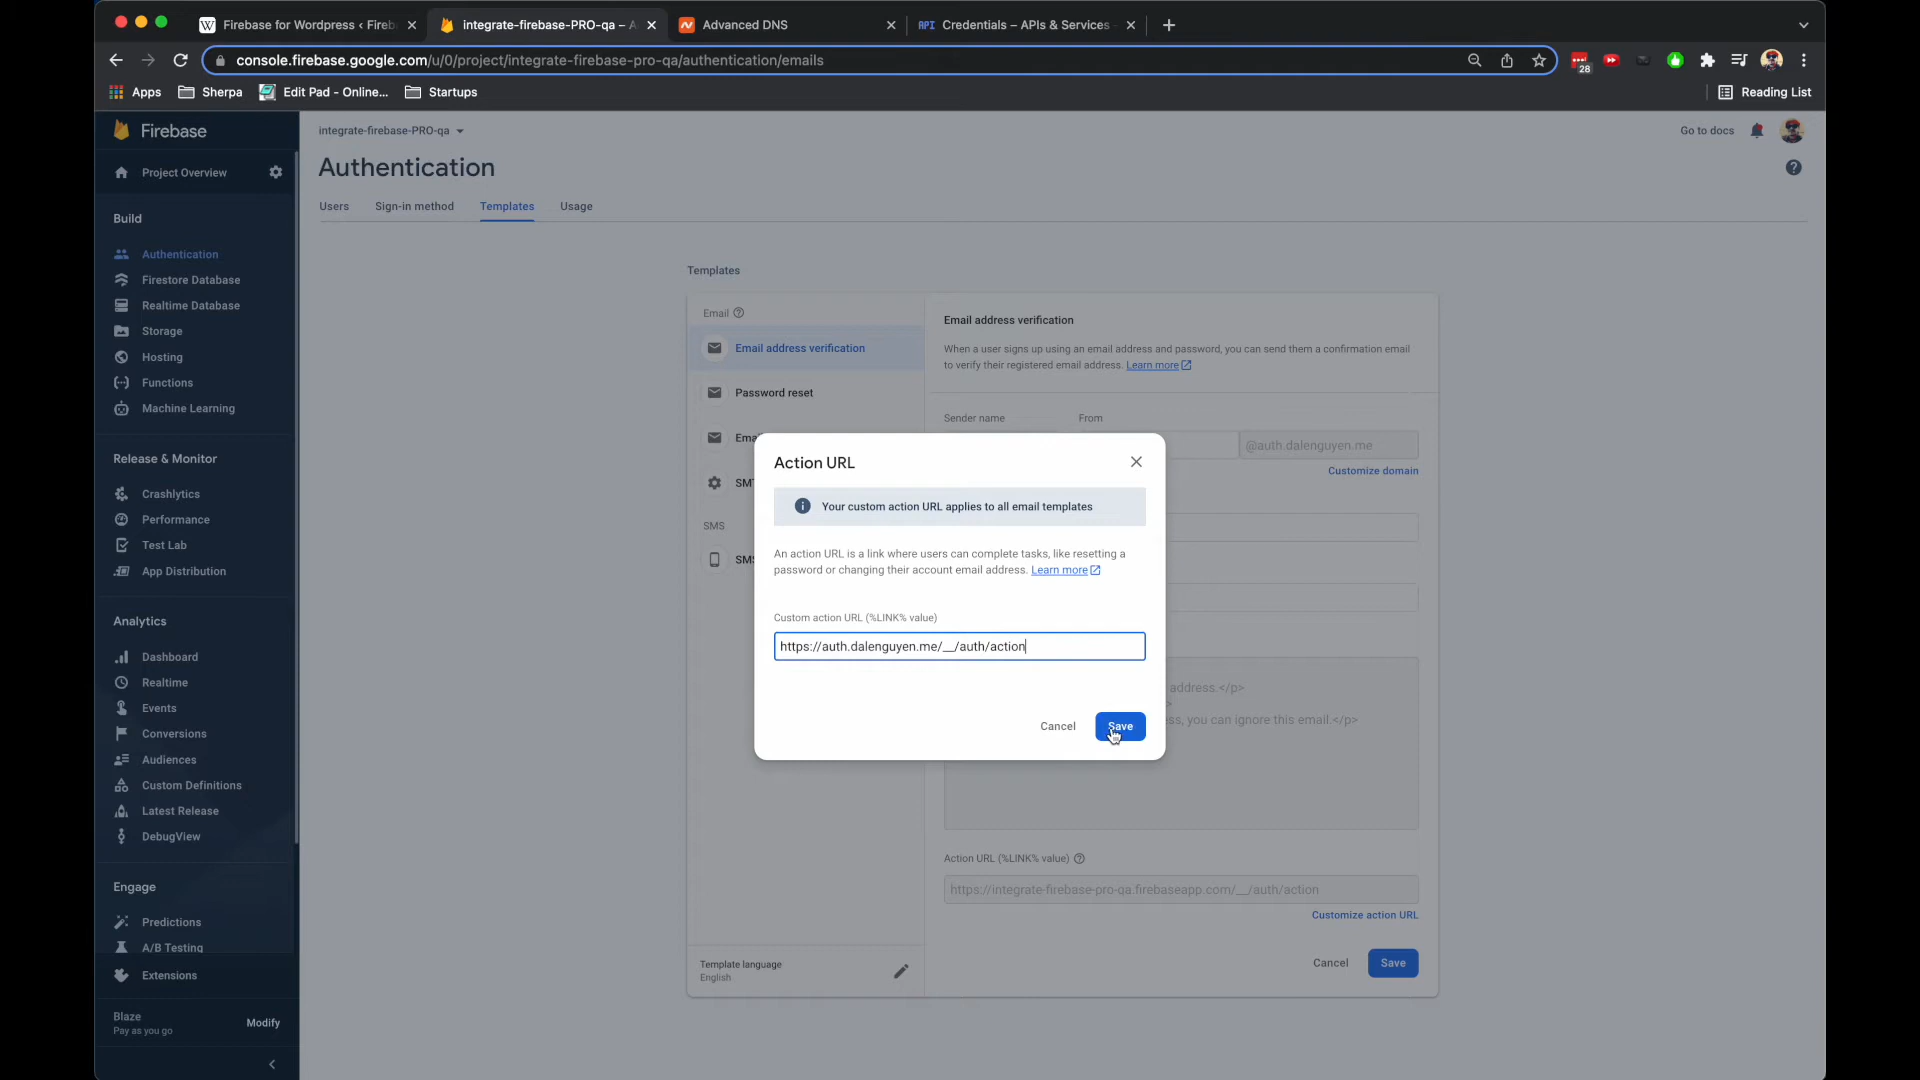 Firebase for Wordpress ‹ Fireb
integrate-firebase-PRO-qa – A
Advanced DNS
API Credentials – APIs & Services
console.firebase.google.com/u/0/project/integrate-firebase-pro-qa/authentication/emails
28
Apps
Sherpa
Edit Pad - Online...
Startups
Reading List
Firebase
integrate-firebase-PRO-qa
Go to docs
Project Overview
Authentication
Users
Sign-in method
Templates
Usage
Build
Authentication
Firestore Database
Realtime Database
Storage
Hosting
Functions
Machine Learning
Release & Monitor
Crashlytics
Performance
Test Lab
App Distribution
Analytics
Dashboard
Realtime
Events
Conversions
Audiences
Custom Definitions
Latest Release
DebugView
Engage
Predictions
A/B Testing
Extensions
Blaze
Pay as you go
Modify
Templates
Email
Email address verification
Password reset
Ema
SMT
SMS
SMS
Template language
English
Email address verification
When a user signs up using an email address and password, you can send them a confirmation email
to verify their registered email address. Learn more
Sender name
From
@auth.dalenguyen.me
Customize domain
address.</p>
>
ss, you can ignore this email.</p>
Action URL (%LINK% value)
https://integrate-firebase-pro-qa.firebaseapp.com/__/auth/action
Customize action URL
Cancel
Save
Action URL
Your custom action URL applies to all email templates
An action URL is a link where users can complete tasks, like resetting a
password or changing their account email address. Learn more
Custom action URL (%LINK% value)
https://auth.dalenguyen.me/__/auth/action
Cancel
Save